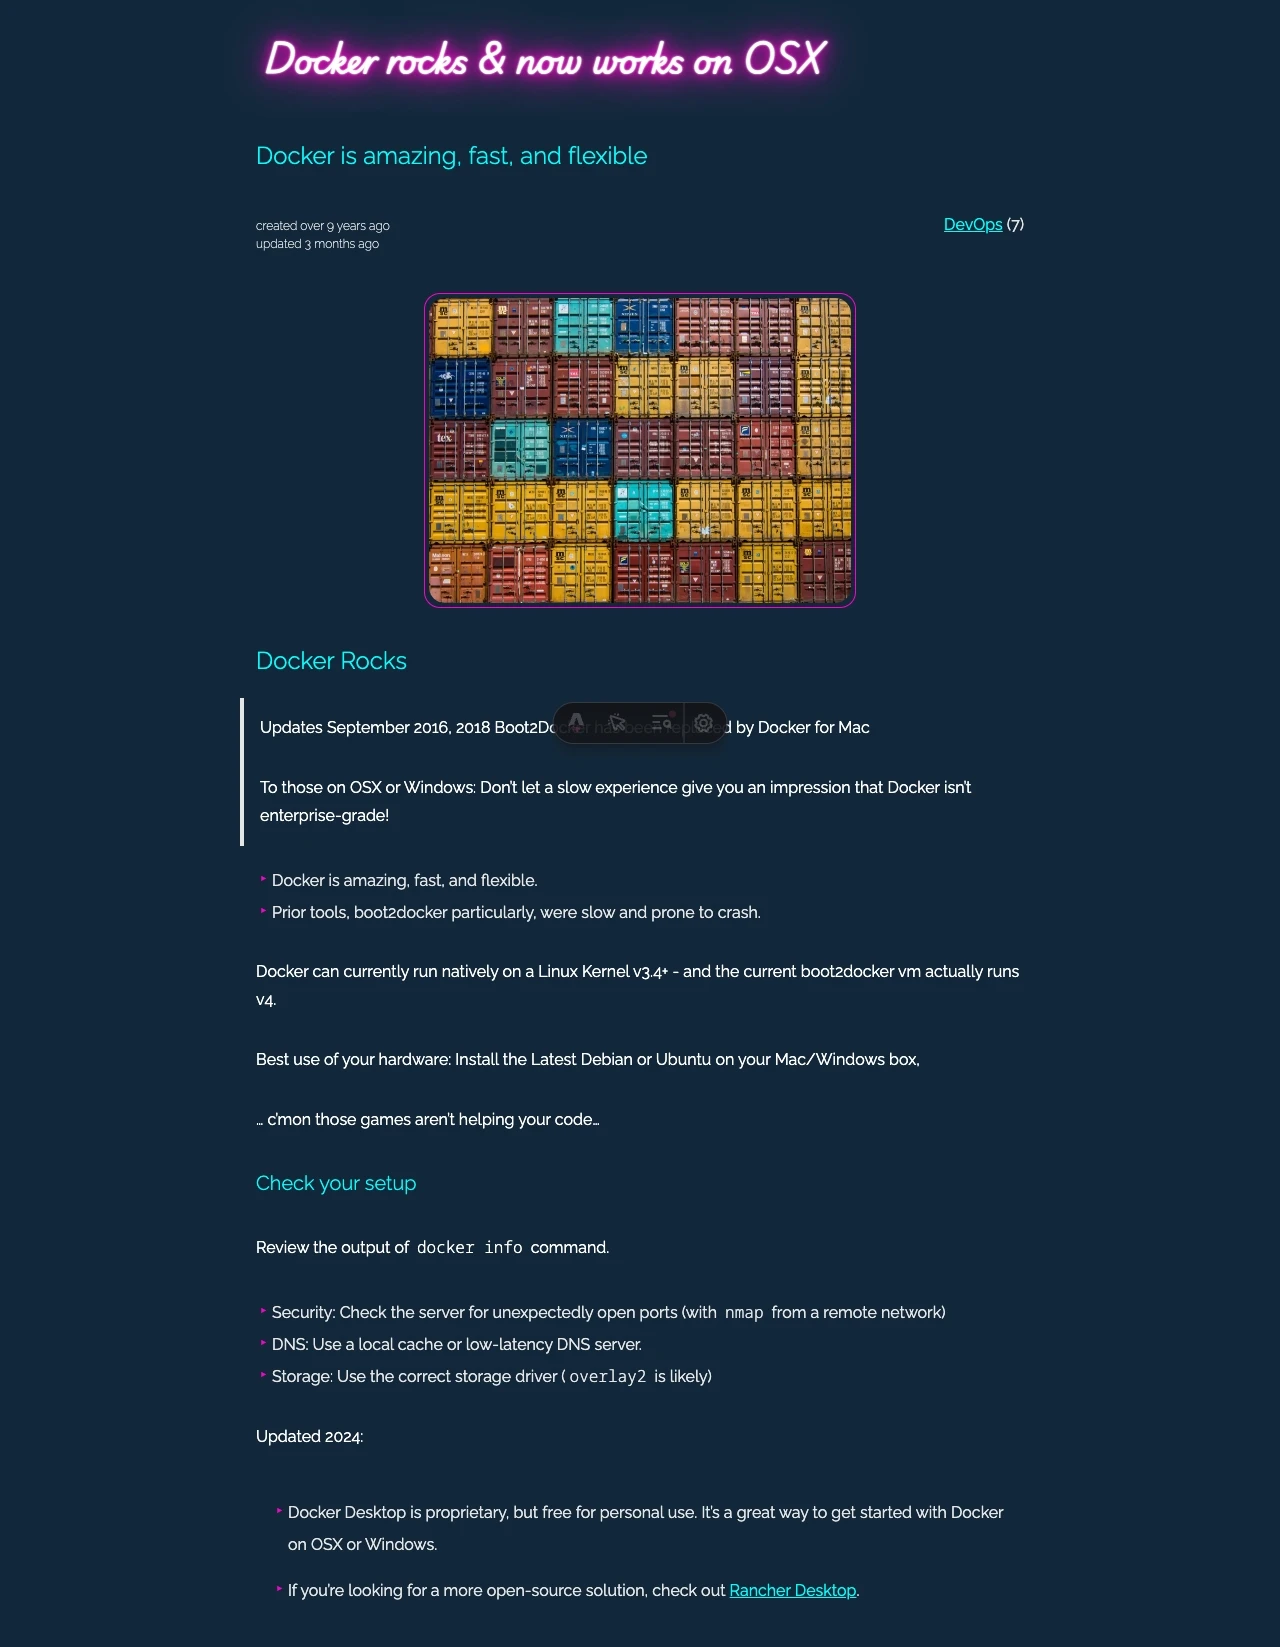 Docker rocks & now works on OSX
Docker is amazing, fast, and flexible
created over 9 years ago
updated 3 months ago
DevOps (7)
tex
Docker Rocks
Updates September 2016, 2018 Boot2Docker has been replaced by Docker for Mac
To those on OSX or Windows: Don't let a slow experience give you an impression that Docker isn't
enterprise-grade!
‣ Docker is amazing, fast, and flexible.
‣ Prior tools, boot2docker particularly, were slow and prone to crash.
Docker can currently run natively on a Linux Kernel v3.4+ - and the current boot2docker vm actually runs
v4.
Best use of your hardware: Install the Latest Debian or Ubuntu on your Mac/Windows box,
… c'mon those games aren't helping your code…
Check your setup
Review the output of docker info command.
‣ Security: Check the server for unexpectedly open ports (with nmap from a remote network)
‣ DNS: Use a local cache or low-latency DNS server.
‣ Storage: Use the correct storage driver ( overlay2 is likely)
Updated 2024:
‣ Docker Desktop is proprietary, but free for personal use. It's a great way to get started with Docker
on OSX or Windows.
‣ If you're looking for a more open-source solution, check out Rancher Desktop.